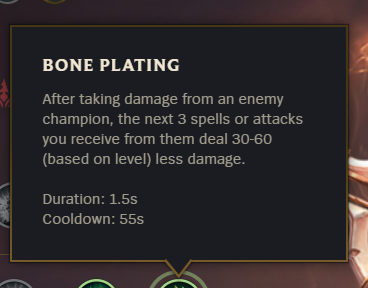 BONE PLATING
After taking damage from an enemy
champion, the next 3 spells or attacks
you receive from them deal 30-60
(based on level) less damage.
Duration: 1.5s
Cooldown: 55s